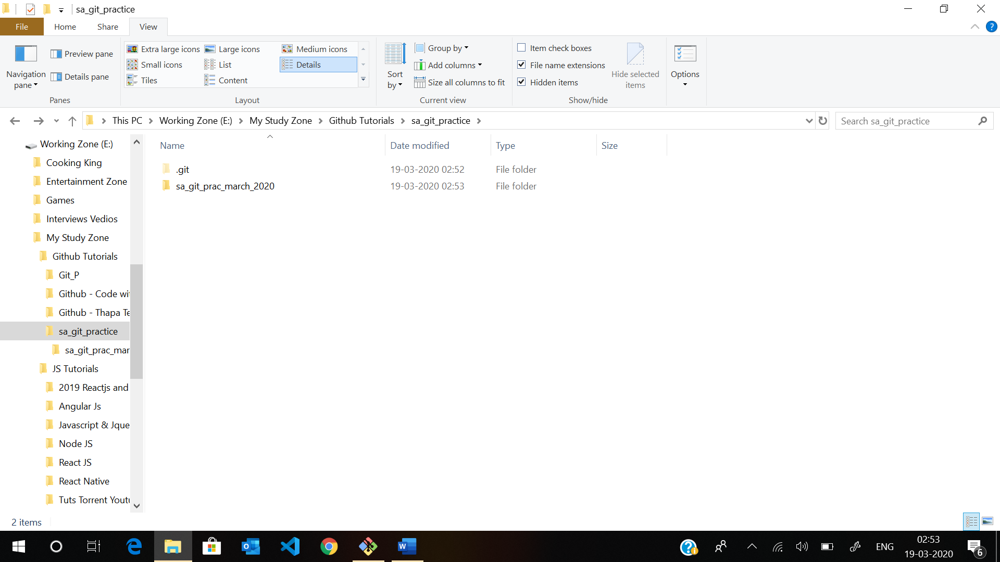 sa_git_practice
File Home Share View
Navigation pane
Preview pane
Details pane
Panes
Extra large icons Large icons Medium icons
Small icons List Details
Tiles Content
Layout
Sort by
Group by
Add columns
Size all columns to fit
Current view
Item check boxes
File name extensions
Hidden items
Hide selected items
Show/hide
Options
This PC Working Zone (E:) My Study Zone Github Tutorials sa_git_practice
Search sa_git_practice
Working Zone (E:)
Cooking King
Entertainment Zone
Games
Interviews Vedios
My Study Zone
Github Tutorials
Git_P
Github - Code wit
Github - Thapa Te
sa_git_practice
sa_git_prac_mar
JS Tutorials
2019 Reactjs and
Angular Js
Javascript & Jque
Node JS
React JS
React Native
Tuts Torrent Yout
Name Date modified Type Size
.git 19-03-2020 02:52 File folder
sa_git_prac_march_2020 19-03-2020 02:53 File folder
2 items
ENG
02:53
19-03-2020
6